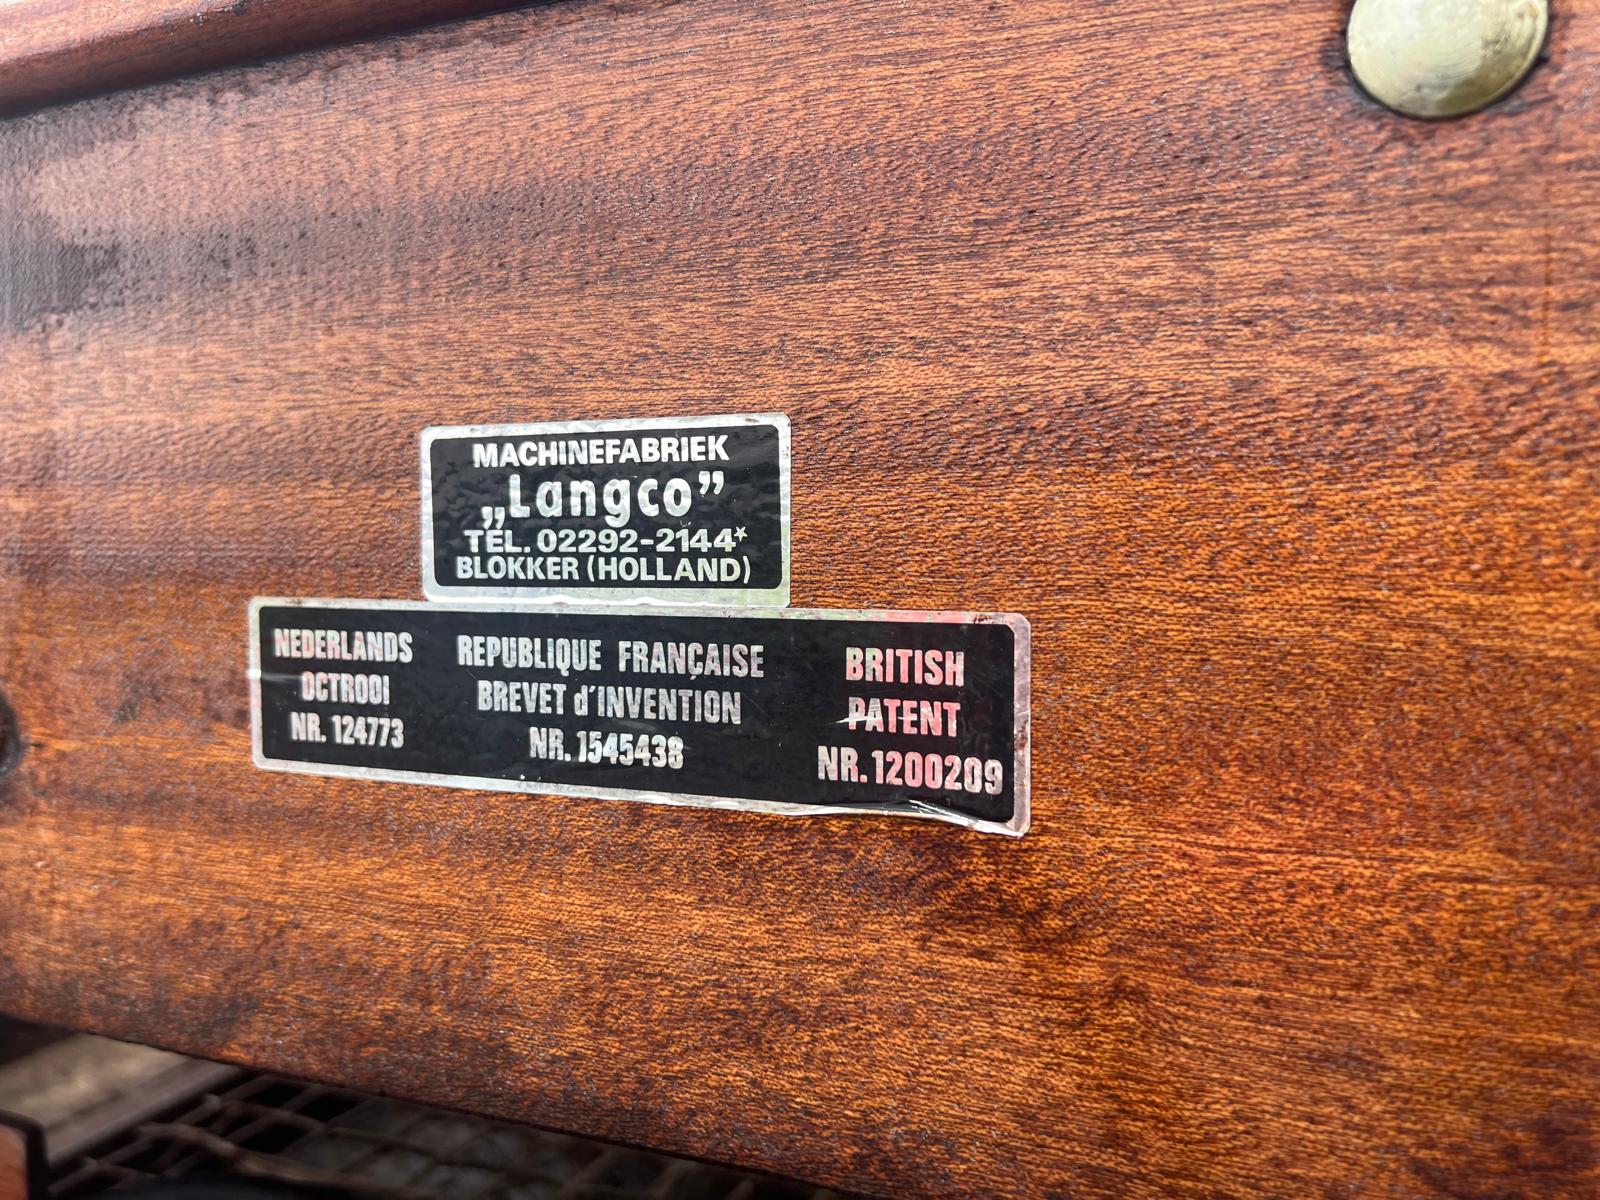 MACHINEFABRIEK
„Langco”
TEL. 02292-2144*
BLOKKER (HOLLAND)
NEDERLANDS
OCTROOI
NR. 124773
REPUBLIQUE FRANÇAISE
BREVET d'INVENTION
NR. 1545438
BRITISH
PATENT
NR. 1200209